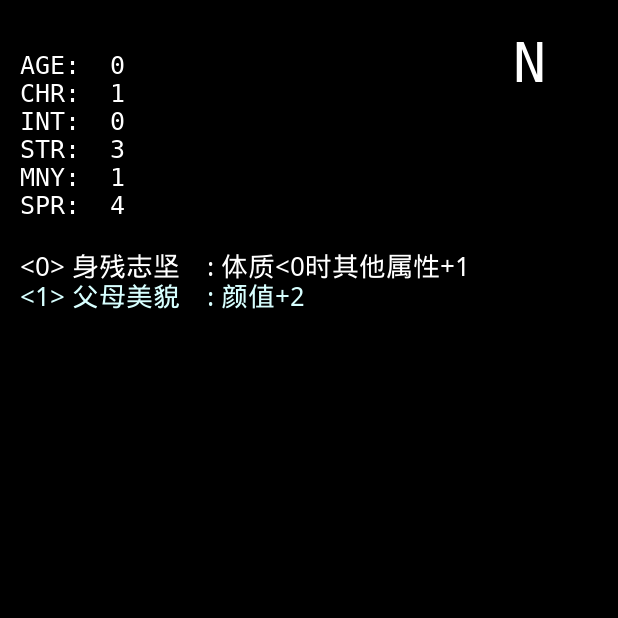 N
AGE: 0
CHR: 1
INT: 0
STR: 3
MNY: 1
SPR: 4
<0> 身残志坚 : 体质<0时其他属性+1
<1> 父母美貌 : 颜值+2